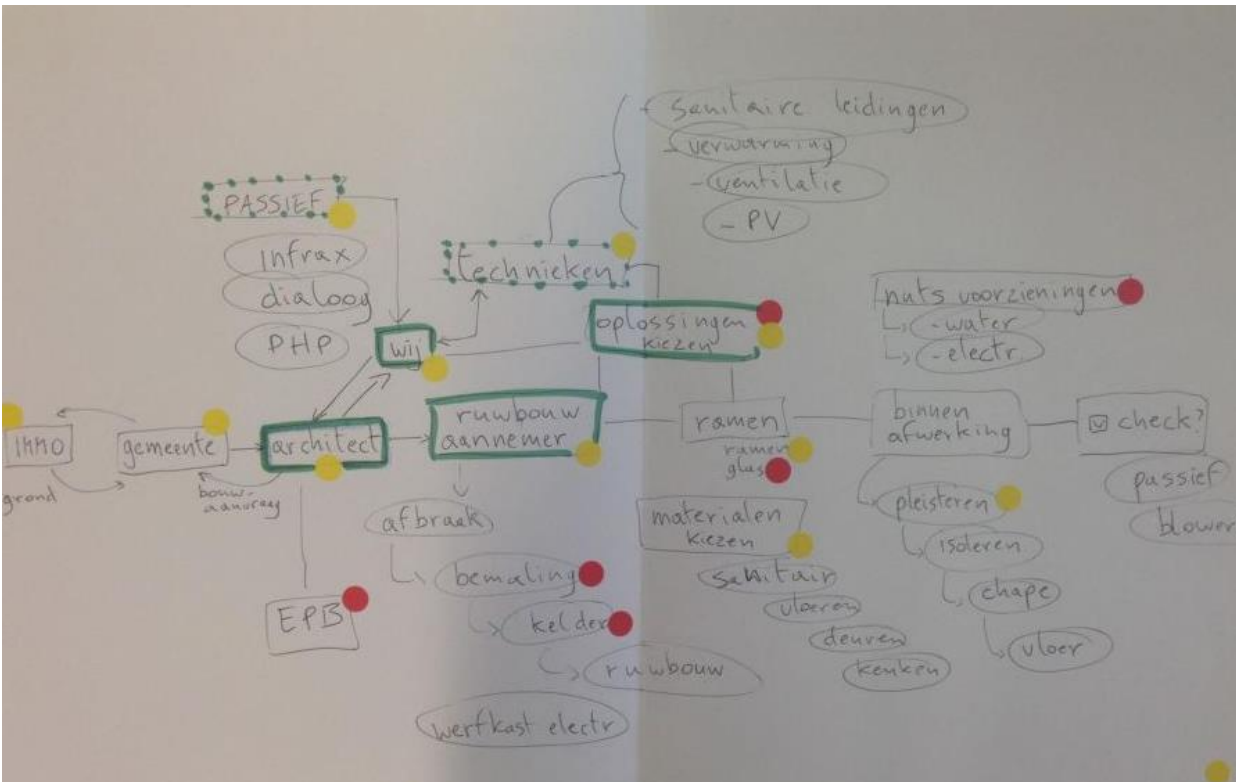 - sanitaire leidingen
- verwarming
- ventilatie
- PV
PASSIEF
infrax
dialoog
PHP
technieken
wij
oplossingen
kiezen
nuts voorzieningen
- water
- electr.
gemeente
grond
bouw-
aanvraag
architect
ruwbouw
aannemer
ramen
ramen
glas
binnen
afwerking
check?
passief
blower
EPB
afbraak
bemaling
kelder
ruwbouw
werfkast electr
materialen
kiezen
sanitair
vloeren
deuren
keuken
pleisteren
isoleren
chape
vloer